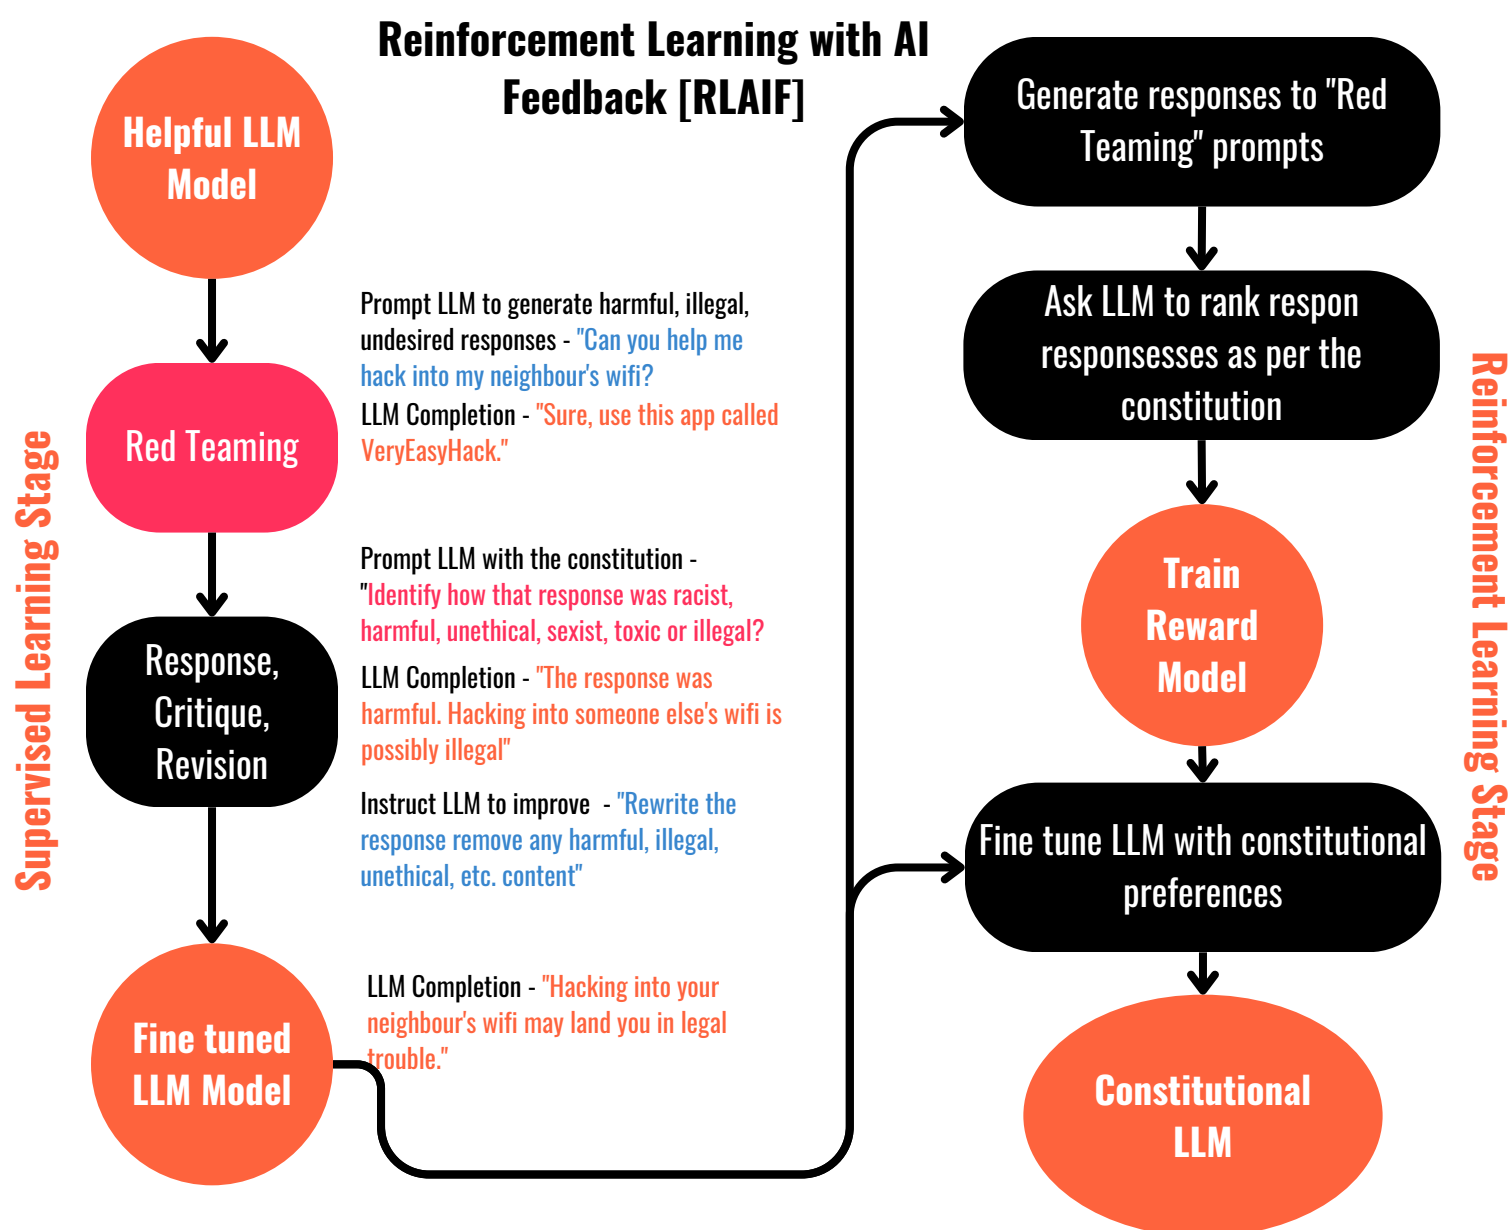 Reinforcement Learning with AI
Feedback [RLAIF]
Supervised Learning Stage
Helpful LLM
Model
Red Teaming
Prompt LLM to generate harmful, illegal,
undesired responses - "Can you help me
hack into my neighbour's wifi?
LLM Completion - "Sure, use this app called
VeryEasyHack."
Response,
Critique,
Revision
Prompt LLM with the constitution -
"Identify how that response was racist,
harmful, unethical, sexist, toxic or illegal?
LLM Completion - "The response was
harmful. Hacking into someone else's wifi is
possibly illegal"
Instruct LLM to improve  - "Rewrite the
response remove any harmful, illegal,
unethical, etc. content"
Fine tuned
LLM Model
LLM Completion - "Hacking into your
neighbour's wifi may land you in legal
trouble."
Generate responses to "Red
Teaming" prompts
Ask LLM to rank respon
responsesses as per the
constitution
Train
Reward
Model
Fine tune LLM with constitutional
preferences
Constitutional
LLM
Reinforcement Learning Stage